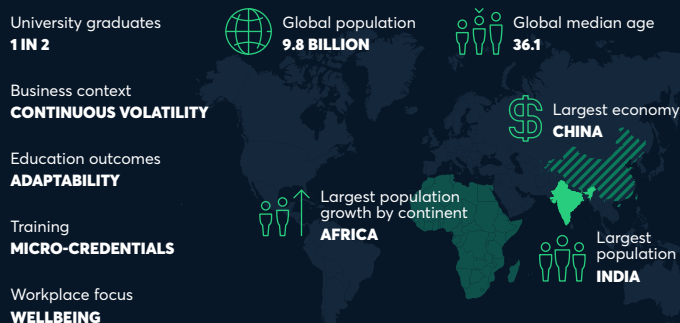 University graduates
1 IN 2
Global population
9.8 BILLION
Global median age
36.1
Business context
CONTINUOUS VOLATILITY
Largest economy
CHINA
Education outcomes
ADAPTABILITY
Largest population
growth by continent
AFRICA
Training
MICRO-CREDENTIALS
Largest
population
INDIA
Workplace focus
WELLBEING